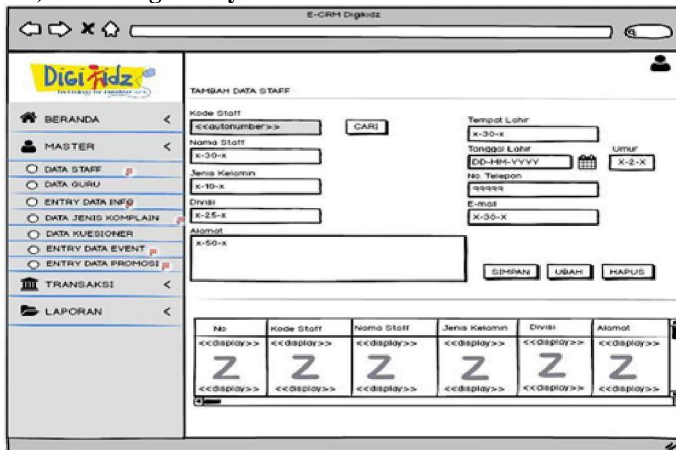 E-CRM Digikidz
DiGiKidz
TAMBAH DATA STAFF
BERANDA <
MASTER <
DATA STAFF
DATA GURU
ENTRY DATA INFO
DATA JENIS KOMPLAIN
DATA KUESIONER
ENTRY DATA EVENT
ENTRY DATA PROMOSI
TRANSAKSI <
LAPORAN <
Kode Staff
<<autonumber>>
CARI
Nama Staff
X-30-X
Jenis Kelamin
X-10-X
Divisi
X-25-X
Alamat
X-50-X
Tempat Lahir
X-30-X
Tanggal Lahir Umur
DD-MM-YYYY X-2-X
No. Telepon
99999
E-mail
X-30-X
SIMPAN UBAH HAPUS
No Kode Staff Nama Staff Jenis Kelamin Divisi Alamat
<<display>> <<display>> <<display>> <<display>> <<display>> <<display>>
Z Z Z Z Z Z
<<display>> <<display>> <<display>> <<display>> <<display>> <<display>>